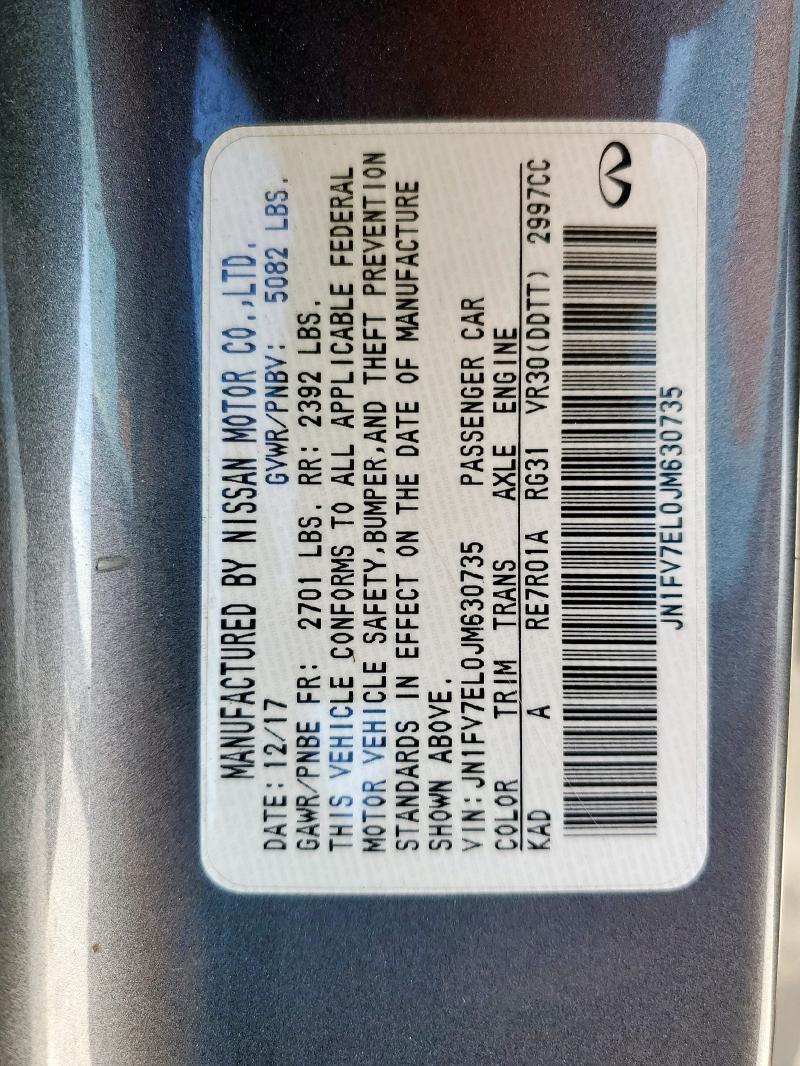 MANUFACTURED BY NISSAN MOTOR CO.,LTD.
DATE: 12/17 GVWR/PNBV: 5082 LBS.
GAWR/PNBE FR: 2701 LBS. RR: 2392 LBS.
THIS VEHICLE CONFORMS TO ALL APPLICABLE FEDERAL
MOTOR VEHICLE SAFETY,BUMPER,AND THEFT PREVENTION
STANDARDS IN EFFECT ON THE DATE OF MANUFACTURE
SHOWN ABOVE.
VIN:JN1FV7EL0JM630735 PASSENGER CAR
COLOR TRIM TRANS AXLE ENGINE
KAD A RE7R01A RG31 VR30(DDTT) 2997CC
JN1FV7EL0JM630735